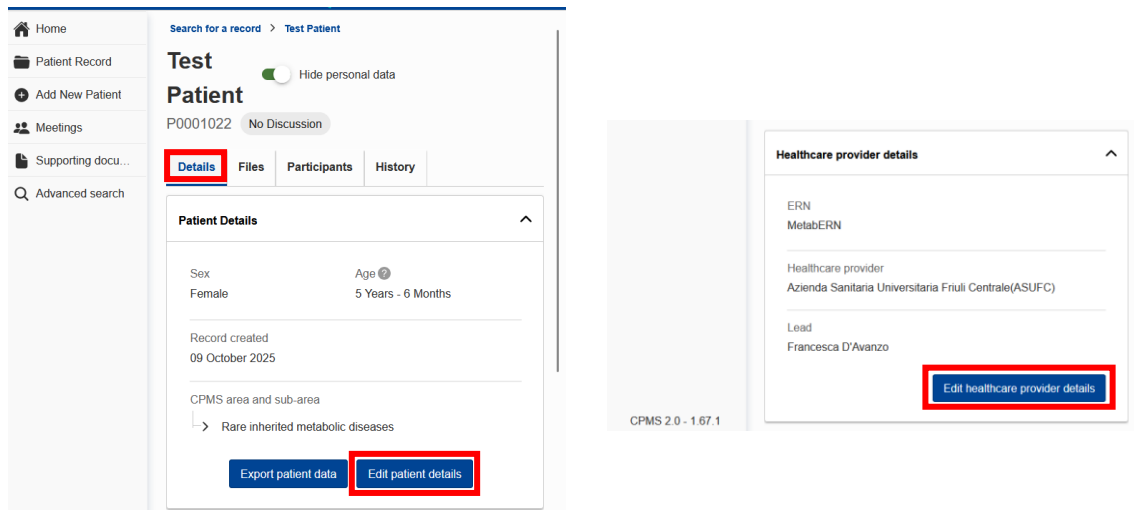 Home
Patient Record
Add New Patient
Meetings
Supporting docu...
Advanced search
Search for a record > Test Patient
Test
Patient
Hide personal data
P0001022 No Discussion
Details Files Participants History
Patient Details
Sex Age ?
Female 5 Years - 6 Months
Record created
09 October 2025
CPMS area and sub-area
Rare inherited metabolic diseases
Export patient data Edit patient details
Healthcare provider details
ERN
MetabERN
Healthcare provider
Azienda Sanitaria Universitaria Friuli Centrale(ASUFC)
Lead
Francesca D'Avanzo
Edit healthcare provider details
CPMS 2.0 - 1.67.1